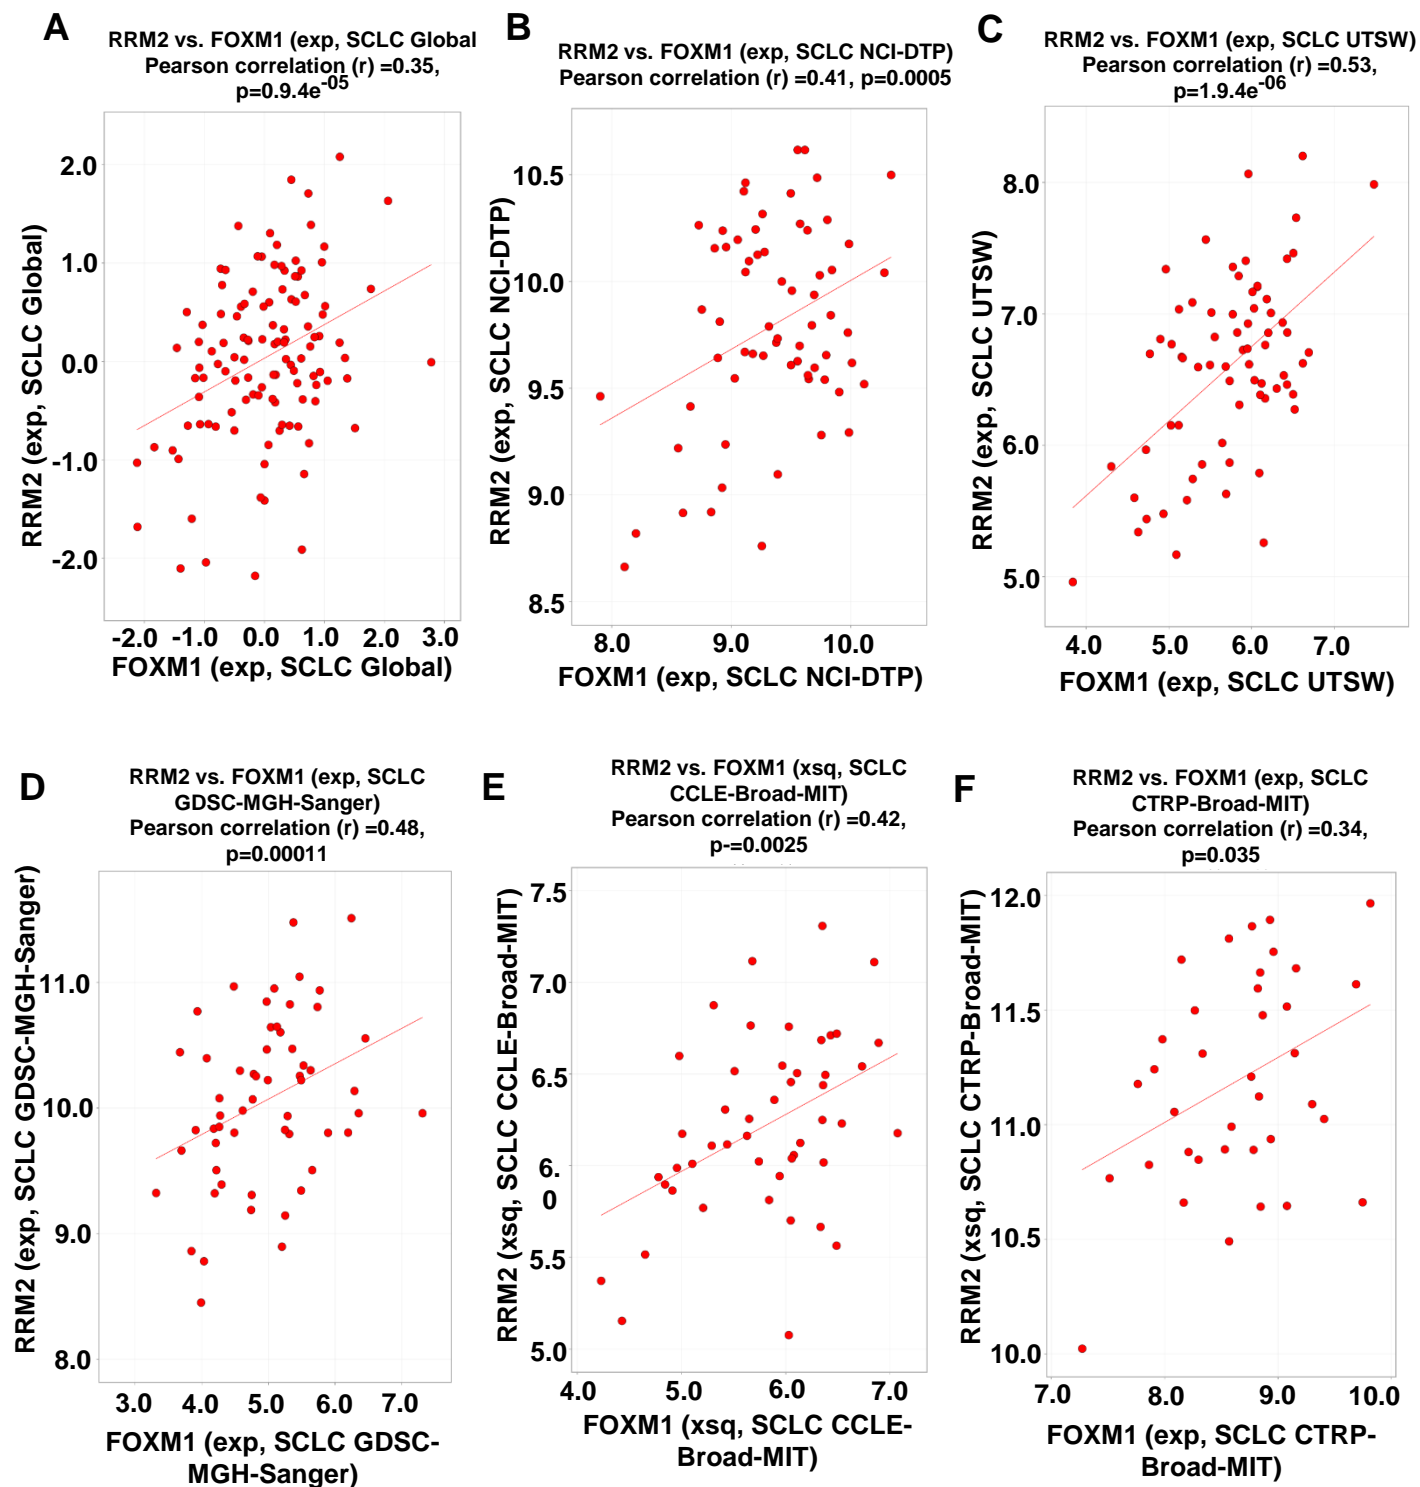 A
RRM2 vs. FOXM1 (exp, SCLC Global
Pearson correlation (r) =0.35,
p=0.9.4e-05
RRM2 (exp, SCLC Global)
2.0
1.0
0.0
-1.0
-2.0
-2.0 -1.0 0.0 1.0 2.0 3.0
FOXM1 (exp, SCLC Global)
B
RRM2 vs. FOXM1 (exp, SCLC NCI-DTP)
Pearson correlation (r) =0.41, p=0.0005
RRM2 (exp, SCLC NCI-DTP)
10.5
10.0
9.5
9.0
8.5
8.0 9.0 10.0
FOXM1 (exp, SCLC NCI-DTP)
C
RRM2 vs. FOXM1 (exp, SCLC UTSW)
Pearson correlation (r) =0.53,
p=1.9.4e-06
RRM2 (exp, SCLC UTSW)
8.0
7.0
6.0
5.0
4.0 5.0 6.0 7.0
FOXM1 (exp, SCLC UTSW)
D
RRM2 vs. FOXM1 (exp, SCLC
GDSC-MGH-Sanger)
Pearson correlation (r) =0.48,
p=0.00011
RRM2 (exp, SCLC GDSC-MGH-Sanger)
11.0
10.0
9.0
8.0
3.0 4.0 5.0 6.0 7.0
FOXM1 (exp, SCLC GDSC-
MGH-Sanger)
E
RRM2 vs. FOXM1 (xsq, SCLC
CCLE-Broad-MIT)
Pearson correlation (r) =0.42,
p-=0.0025
RRM2 (xsq, SCLC CCLE-Broad-MIT)
7.5
7.0
6.5
6.
0
5.5
5.0
4.0 5.0 6.0 7.0
FOXM1 (xsq, SCLC CCLE-
Broad-MIT)
F
RRM2 vs. FOXM1 (exp, SCLC
CTRP-Broad-MIT)
Pearson correlation (r) =0.34,
p=0.035
RRM2 (xsq, SCLC CTRP-Broad-MIT)
12.0
11.5
11.0
10.5
10.0
7.0 8.0 9.0 10.0
FOXM1 (exp, SCLC CTRP-
Broad-MIT)